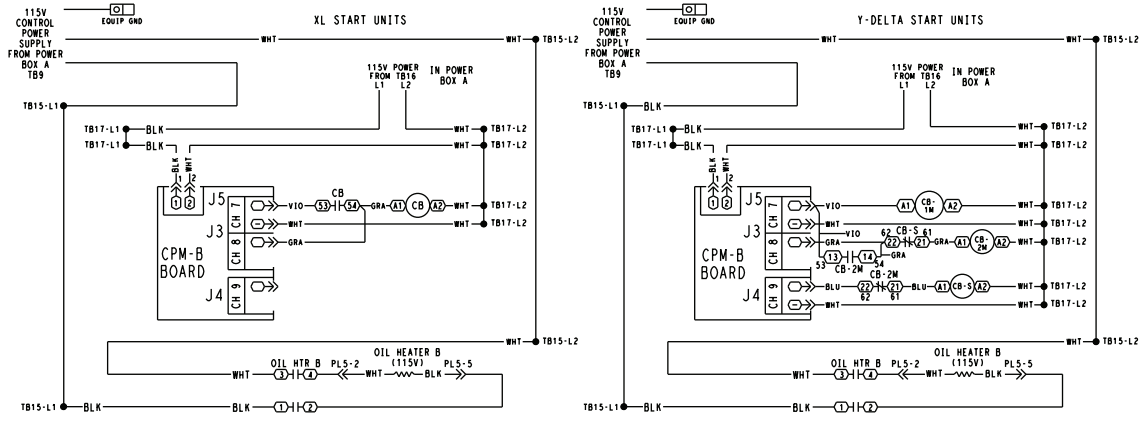 115V
CONTROL
POWER
SUPPLY
FROM POWER
BOX A
TB9
EQUIP GND
XL START UNITS
WHT WHT TB15-L2
115V POWER
FROM TB16
L1 L2
IN POWER
BOX A
TB15-L1
TB17-L1 BLK WHT TB17-L2
TB17-L1 BLK WHT TB17-L2
BLK WHT
1 2
1 2
J5
CH 7
VIO 53 CB 54 GRA A1 CB A2 WHT TB17-L2
WHT WHT TB17-L2
J3
CH 8
GRA
CPM-B
BOARD
J4
CH 9
WHT TB15-L2
OIL HTR B PL5-2 OIL HEATER B
(115V) PL5-5
WHT 3 4 WHT BLK
TB15-L1 BLK BLK 1 2
115V
CONTROL
POWER
SUPPLY
FROM POWER
BOX A
TB9
EQUIP GND
Y-DELTA START UNITS
WHT WHT TB15-L2
115V POWER
FROM TB16
L1 L2
IN POWER
BOX A
TB15-L1 BLK
TB17-L1 BLK WHT TB17-L2
TB17-L1 BLK WHT TB17-L2
BLK WHT
1 2
1 2
J5
CH 7
VIO A1 CB-
1M A2 WHT TB17-L2
WHT WHT TB17-L2
VIO
J3
CH 8
62 CB-S 61
GRA 22 21 GRA A1 CB-
2M A2 WHT TB17-L2
GRA
53 13 14 54
CB-2M
CPM-B
BOARD
J4
CH 9
CB-2M
BLU 22 21 BLU A1 CB-S A2 WHT TB17-L2
62 61
WHT WHT TB17-L2
WHT TB15-L2
OIL HTR B PL5-2 OIL HEATER B
(115V) PL5-5
WHT 3 4 WHT BLK
TB15-L1 BLK BLK 1 2